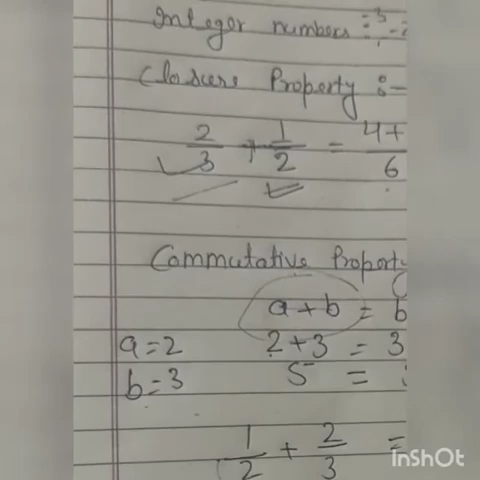 Integer numbers :-
Closure Property :-
2/3 + 1/2 = 4+ / 6
Commutative Property
a + b = b
a = 2 2 + 3 = 3
b = 3 5 =
1/2 + 2/3 =
InShOt